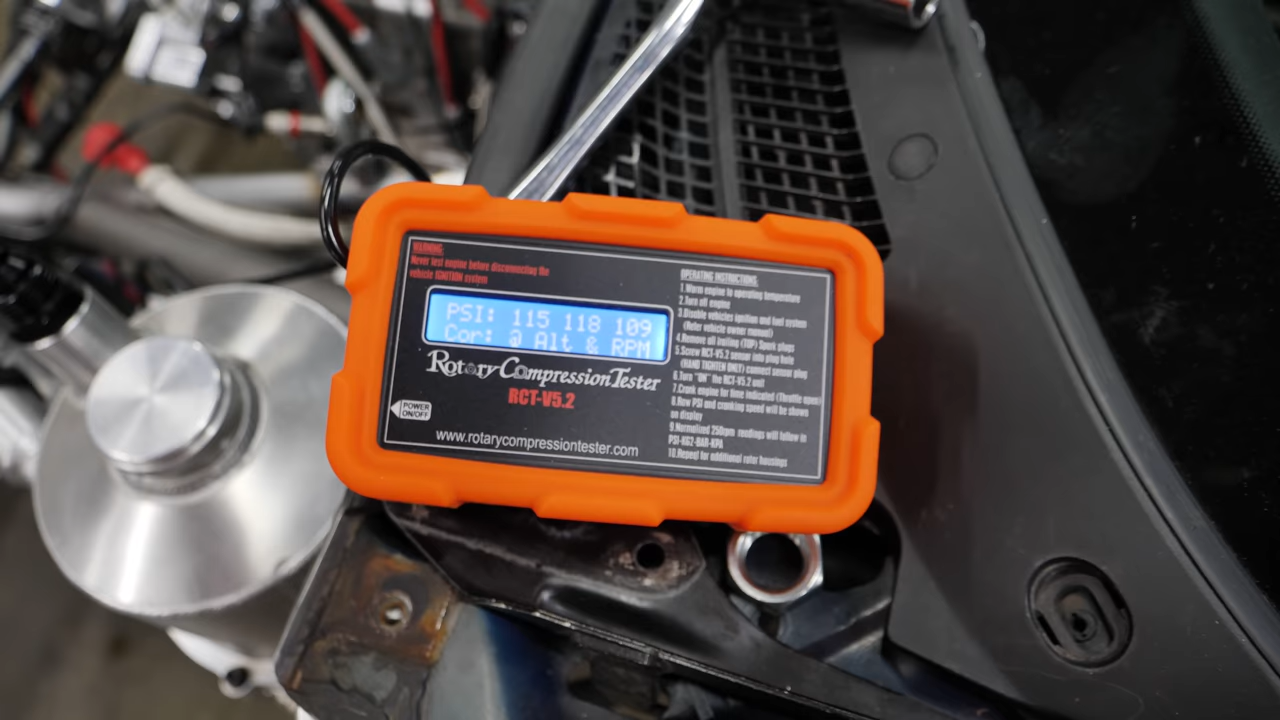 WARNING:
Never test engine before disconnecting the
vehicle IGNITION system
PSI: 115 118 109
Cor: @ Alt & RPM
Rotary Compression Tester
RCT-V5.2
POWER
ON/OFF
www.rotarycompressiontester.com
OPERATING INSTRUCTIONS:
1.Warm engine to operating temperature
2.Turn off engine
3.Disable vehicles ignition and fuel system
(Refer vehicle owner manual)
4.Remove all trailing (TOP) Spark plugs
5.Screw RCT-V5.2 sensor into plug hole
(HAND TIGHTEN ONLY) connect sensor plug
6.Turn "ON" the RCT-V5.2 unit
7.Crank engine for time indicated (Throttle open)
8.Raw PSI and cranking speed will be shown
on display
9.Normalized 250rpm readings will follow in
PSI-KG2-BAR-KPA
10.Repeat for additional rotor housings